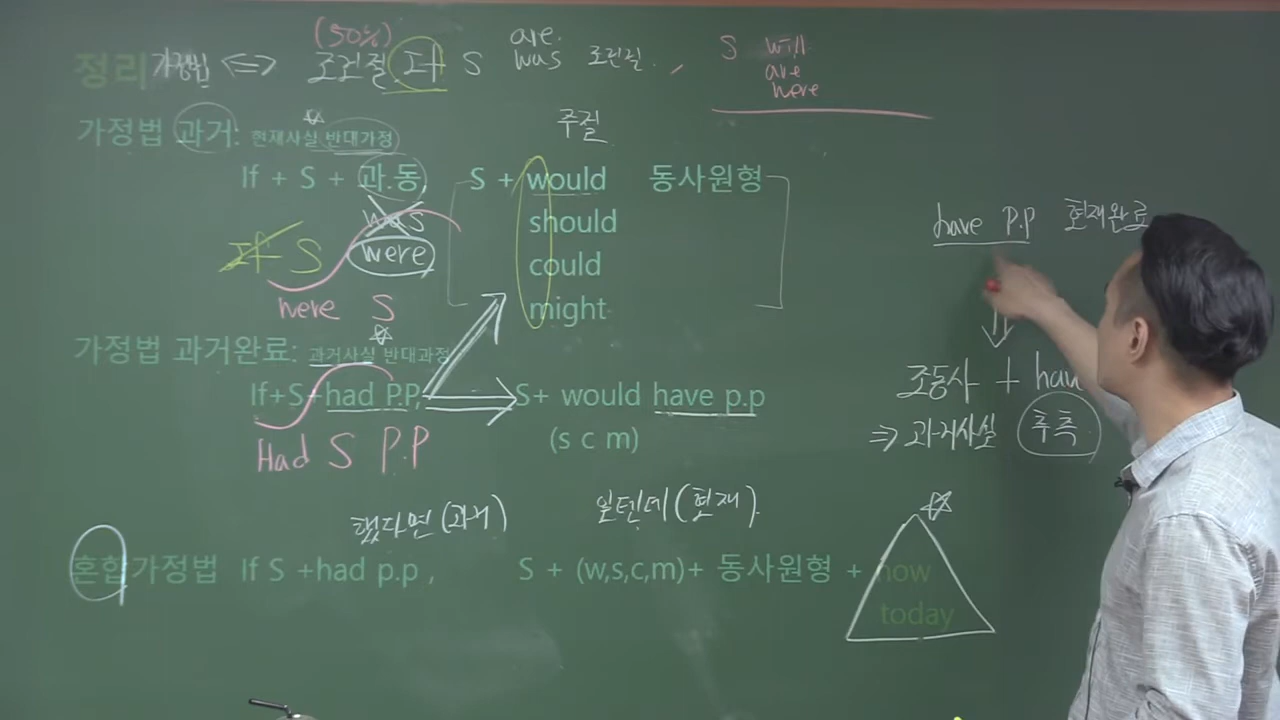 (50%)
정리 가정법 ⇔ 조건절 If S are. 조건절. , S will
was are
were
가정법 과거: 현재사실 반대가정
주절
If + S + 과.동, S + would 동사원형
was should
If S were could
were S might
have P.P 현재완료
가정법 과거완료: 과거사실 반대과정
If+S+had P.P, S+ would have p.p
Had S P.P (s c m)
조동사 + hav
⇒ 과거사실 추측
했다면 (과거) 일텐데 (현재).
혼합가정법 If S +had p.p , S + (w,s,c,m)+ 동사원형 + now
today